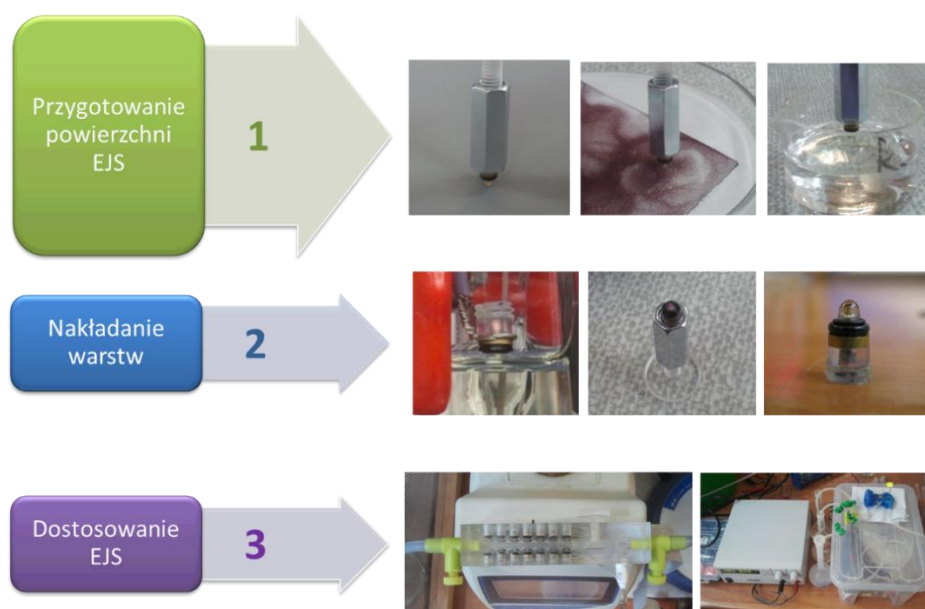 Przygotowanie
powierzchni
EJS
1
Nakładanie
warstw
2
Dostosowanie
EJS
3